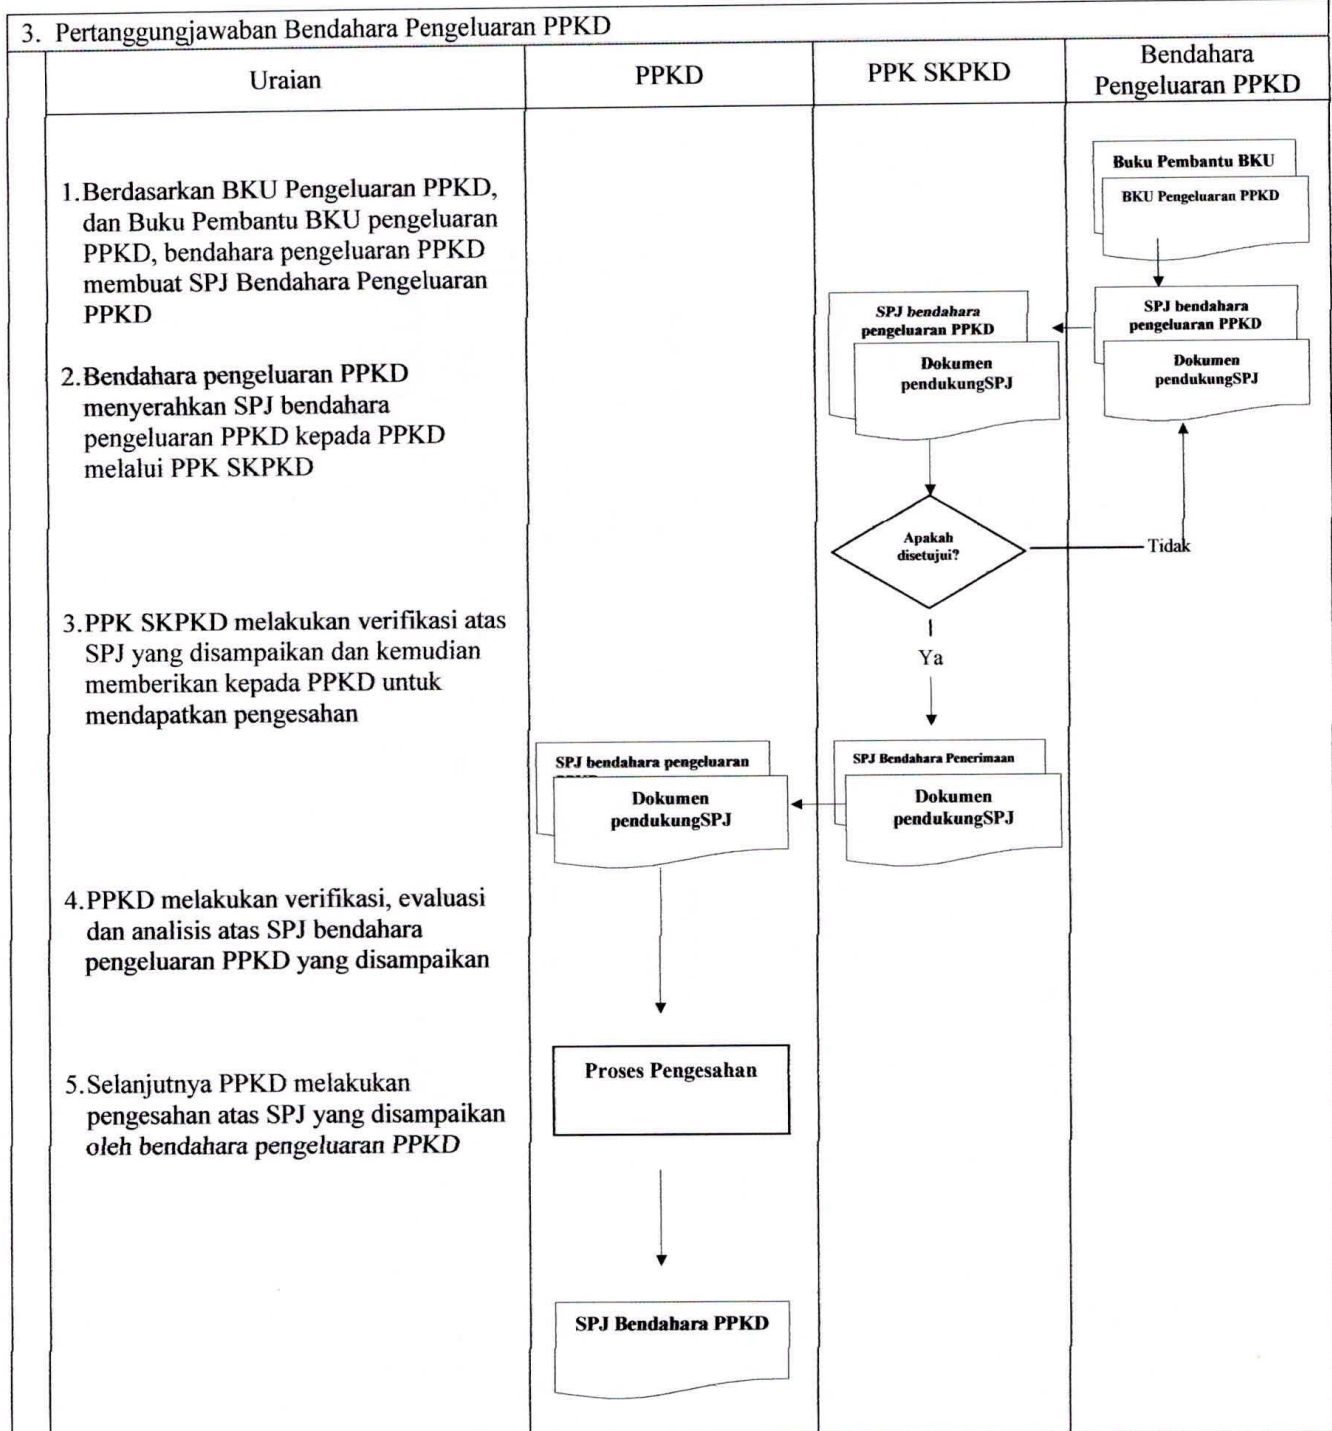 3. Pertanggungjawaban Bendahara Pengeluaran PPKD
Uraian
PPKD
PPK SKPKD
Bendahara
Pengeluaran PPKD
1.Berdasarkan BKU Pengeluaran PPKD,
dan Buku Pembantu BKU pengeluaran
PPKD, bendahara pengeluaran PPKD
membuat SPJ Bendahara Pengeluaran
PPKD
2.Bendahara pengeluaran PPKD
menyerahkan SPJ bendahara
pengeluaran PPKD kepada PPKD
melalui PPK SKPKD
3.PPK SKPKD melakukan verifikasi atas
SPJ yang disampaikan dan kemudian
memberikan kepada PPKD untuk
mendapatkan pengesahan
4.PPKD melakukan verifikasi, evaluasi
dan analisis atas SPJ bendahara
pengeluaran PPKD yang disampaikan
5.Selanjutnya PPKD melakukan
pengesahan atas SPJ yang disampaikan
oleh bendahara pengeluaran PPKD
Buku Pembantu BKU
BKU Pengeluaran PPKD
SPJ bendahara
pengeluaran PPKD
Dokumen
pendukungSPJ
SPJ bendahara
pengeluaran PPKD
Dokumen
pendukungSPJ
Apakah
disetujui?
Tidak
Ya
SPJ Bendahara Penerimaan
Dokumen
pendukungSPJ
SPJ bendahara pengeluaran
Dokumen
pendukungSPJ
Proses Pengesahan
SPJ Bendahara PPKD